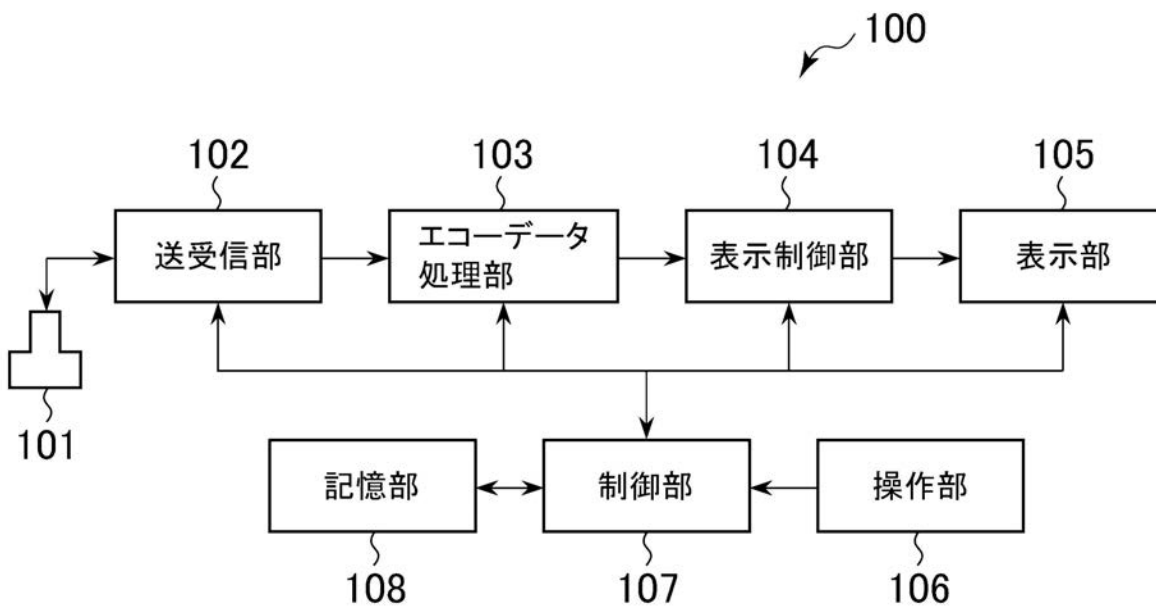 100
102
103
104
105
送受信部
エコーデータ
処理部
表示制御部
表示部
101
記憶部
制御部
操作部
108
107
106